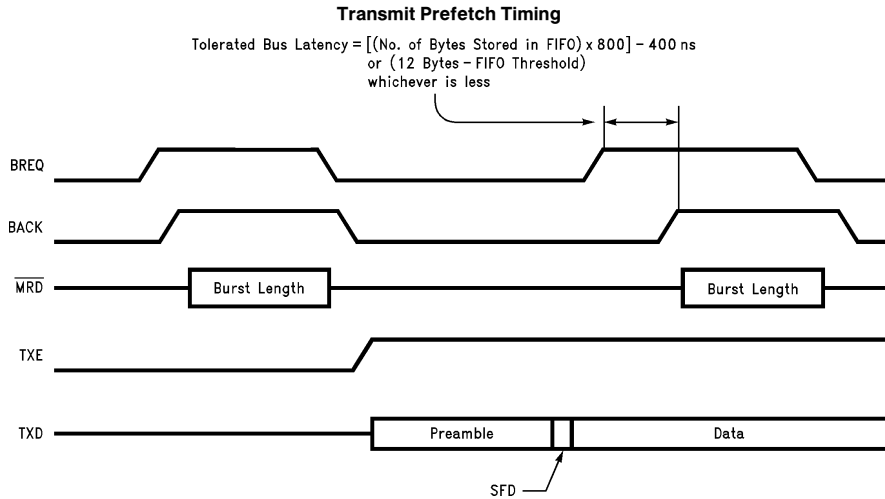 Transmit Prefetch Timing
Tolerated Bus Latency = [(No. of Bytes Stored in FIFO) x 800] - 400 ns
or (12 Bytes - FIFO Threshold)
whichever is less
BREQ
BACK
MRD
Burst Length
Burst Length
TXE
TXD
Preamble
Data
SFD